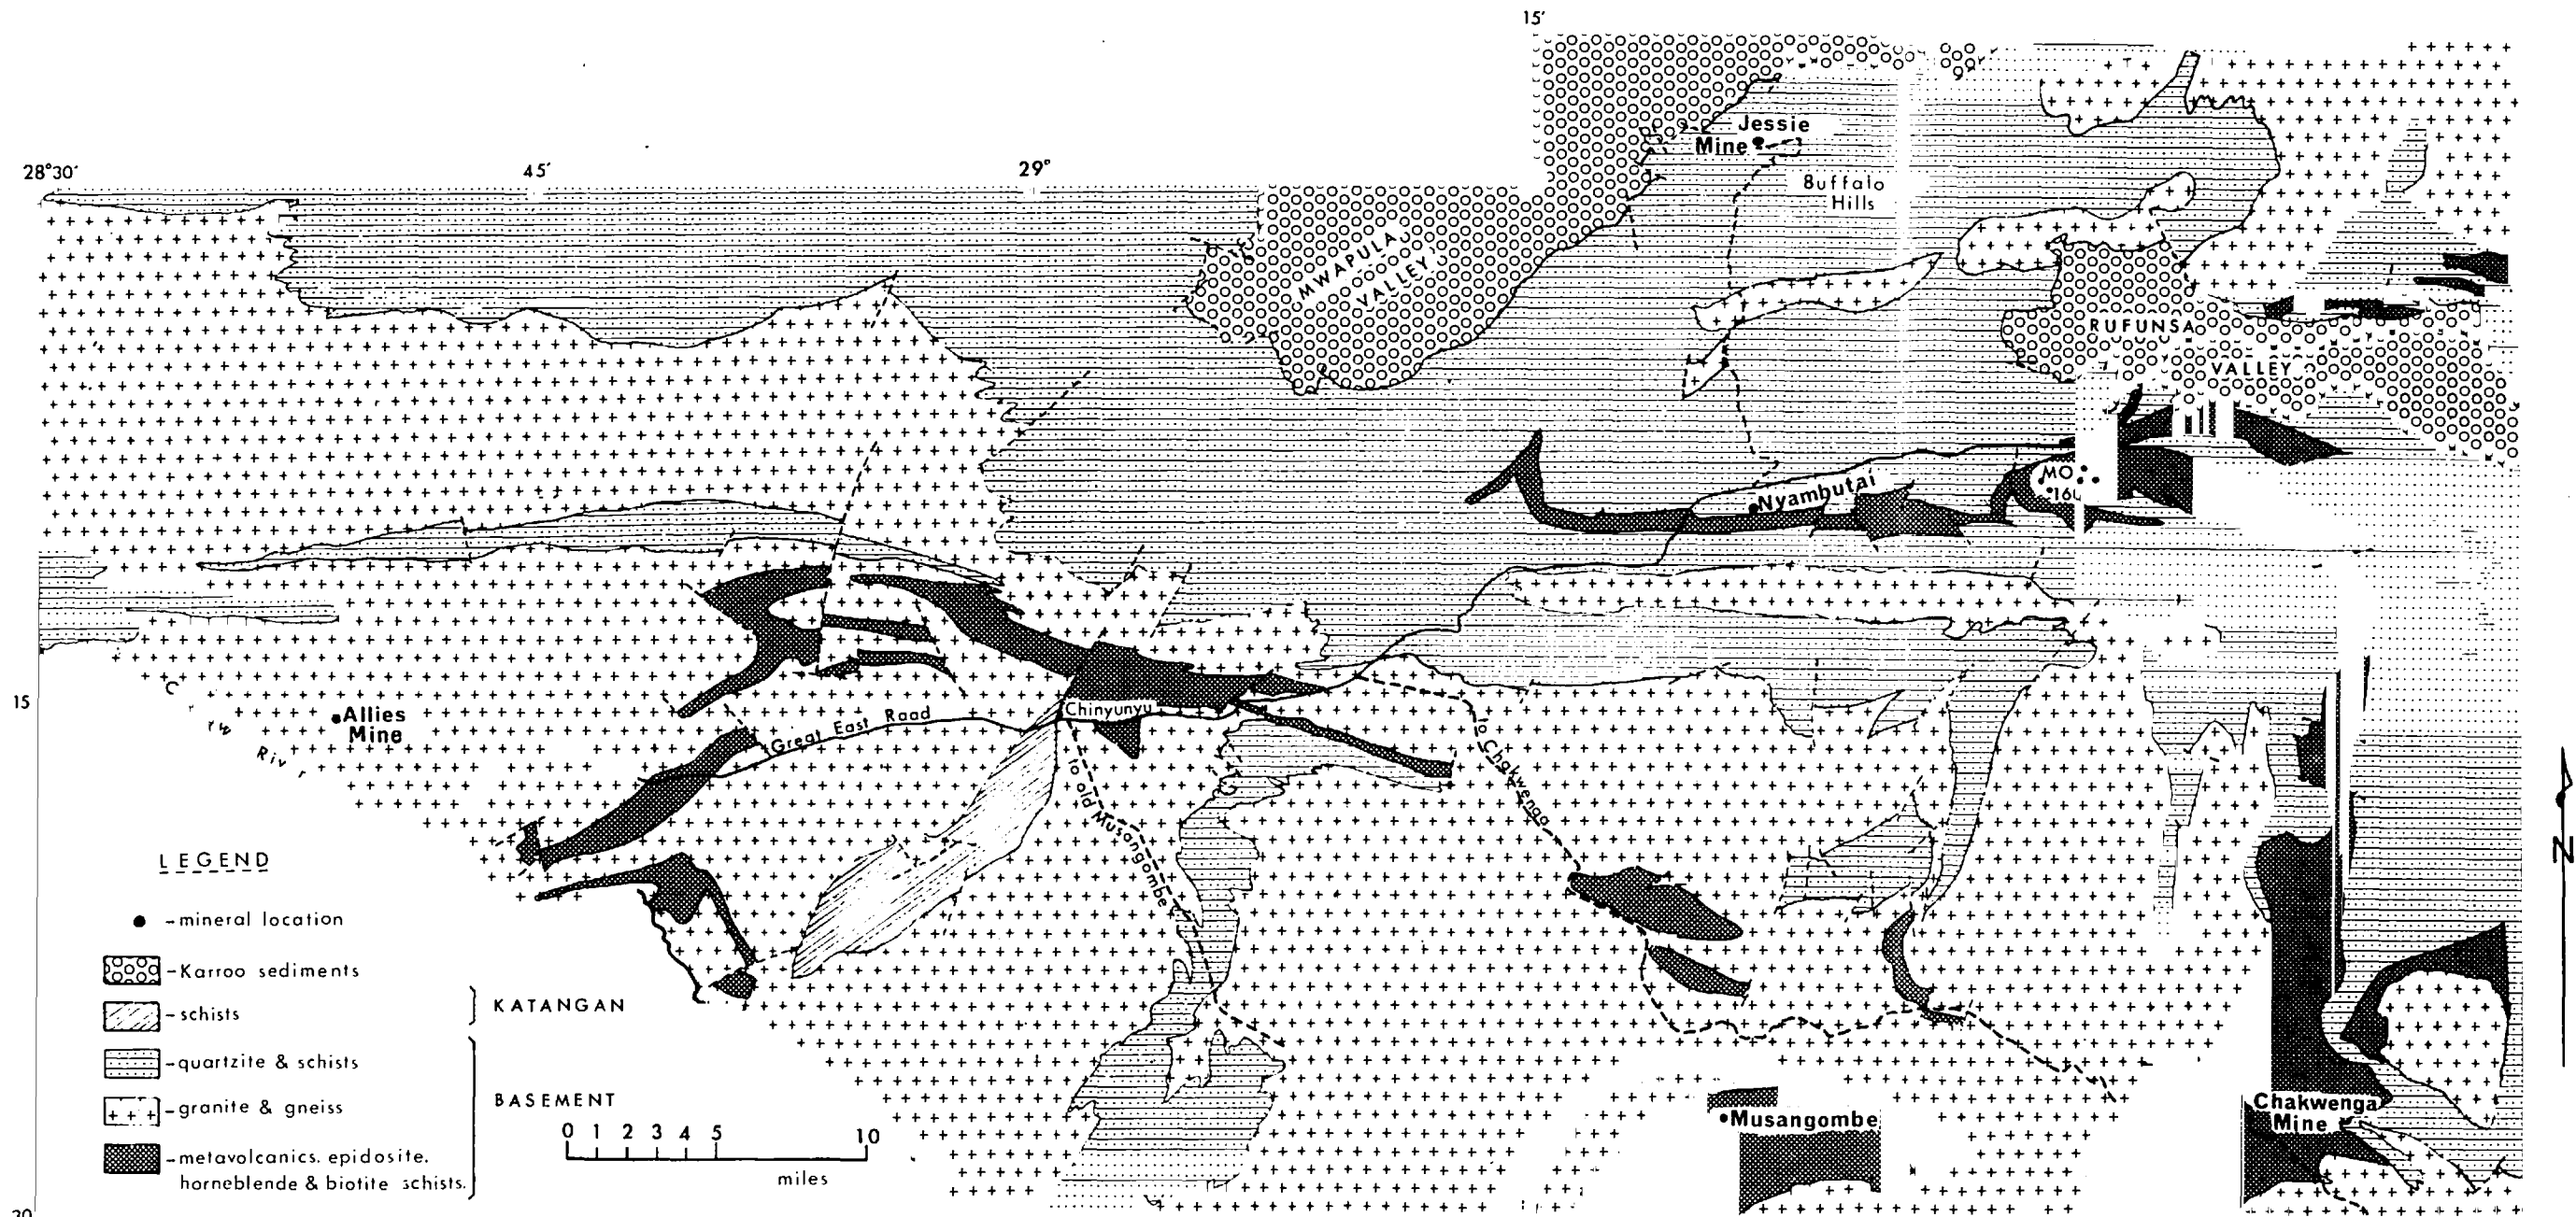 15′
Jessie
Mine
28°30′
45′
29°
Buffalo
Hills
MWAPULA
VALLEY
RUFUNSA
VALLEY
MO
Nyambutai
15
Allies
Mine
Great East Road
Chinyunyu
to Chakwenga
to old Musangombe
LEGEND
-mineral location
-Karroo sediments
-schists
KATANGAN
-quartzite & schists
-granite & gneiss
BASEMENT
-metavolcanics. epidosite.
horneblende & biotite schists.
0 1 2 3 4 5 10
miles
Musangombe
Chakwenga
Mine
N